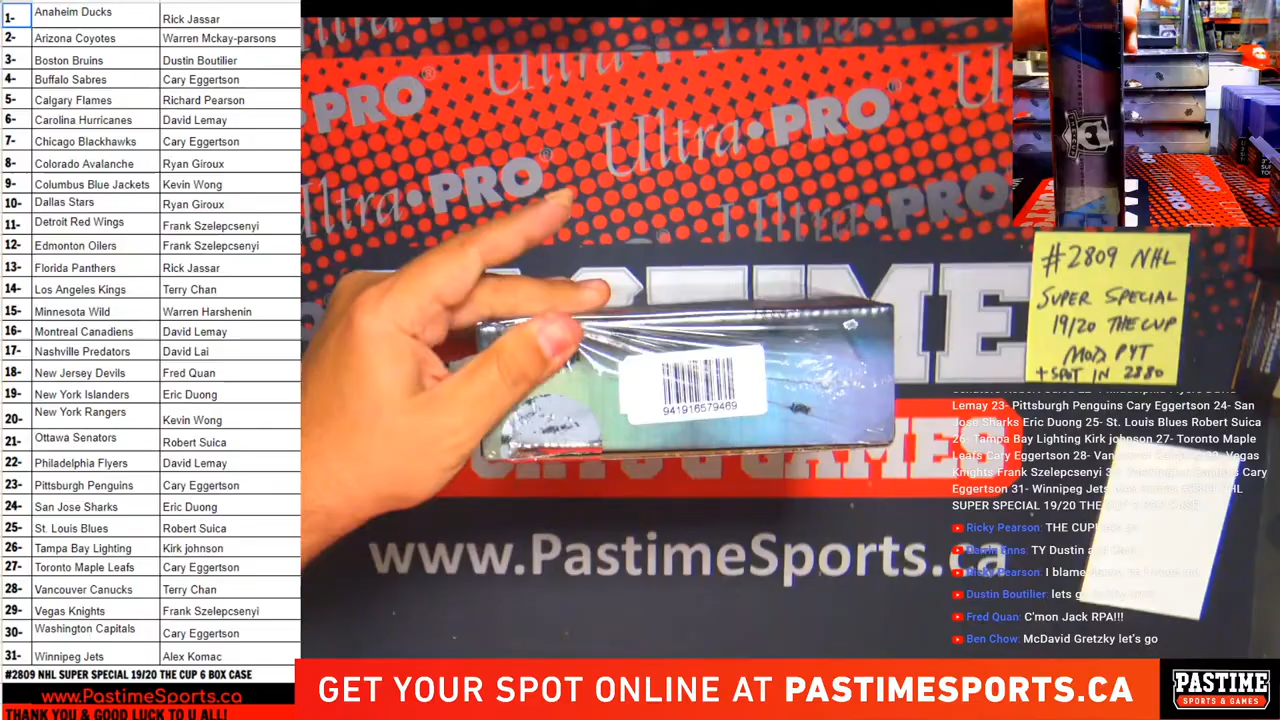 1- Anaheim Ducks Rick Jassar
2- Arizona Coyotes Warren Mckay-parsons
3- Boston Bruins Dustin Boutilier
4- Buffalo Sabres Cary Eggertson
5- Calgary Flames Richard Pearson
6- Carolina Hurricanes David Lemay
7- Chicago Blackhawks Cary Eggertson
8- Colorado Avalanche Ryan Giroux
9- Columbus Blue Jackets Kevin Wong
10- Dallas Stars Ryan Giroux
11- Detroit Red Wings Frank Szelepcsenyi
12- Edmonton Oilers Frank Szelepcsenyi
13- Florida Panthers Rick Jassar
14- Los Angeles Kings Terry Chan
15- Minnesota Wild Warren Harshenin
16- Montreal Canadiens David Lemay
17- Nashville Predators David Lai
18- New Jersey Devils Fred Quan
19- New York Islanders Eric Duong
20- New York Rangers Kevin Wong
21- Ottawa Senators Robert Suica
22- Philadelphia Flyers David Lemay
23- Pittsburgh Penguins Cary Eggertson
24- San Jose Sharks Eric Duong
25- St. Louis Blues Robert Suica
26- Tampa Bay Lighting Kirk johnson
27- Toronto Maple Leafs Cary Eggertson
28- Vancouver Canucks Terry Chan
29- Vegas Knights Frank Szelepcsenyi
30- Washington Capitals Cary Eggertson
31- Winnipeg Jets Alex Komac
#2809 NHL SUPER SPECIAL 19/20 THE CUP 6 BOX CASE
www.PastimeSports.ca
THANK YOU & GOOD LUCK TO U ALL!
Ultra•PRO®
Ultra•PRO®
Ultra•PRO
941916579469
www.PastimeSports.ca
#2809 NHL
SUPER SPECIAL
19/20 THE CUP
MOD PYT
+ SPOT IN 2880
Lemay 23- Pittsburgh Penguins Cary Eggertson 24- San
Jose Sharks Eric Duong 25- St. Louis Blues Robert Suica
26- Tampa Bay Lighting Kirk johnson 27- Toronto Maple
Leafs Cary Eggertson 28- Vegas
Knights Frank Szelepcsenyi Cary
Eggertson 31- Winnipeg Jets
SUPER SPECIAL 19/20 THE CUP
Ricky Pearson: THE CUP
TY Dustin
Ricky Pearson: I blame
Dustin Boutilier: lets
Fred Quan: C'mon Jack RPA!!!
Ben Chow: McDavid Gretzky let's go
GET YOUR SPOT ONLINE AT PASTIMESPORTS.CA
PASTIME
SPORTS & GAMES